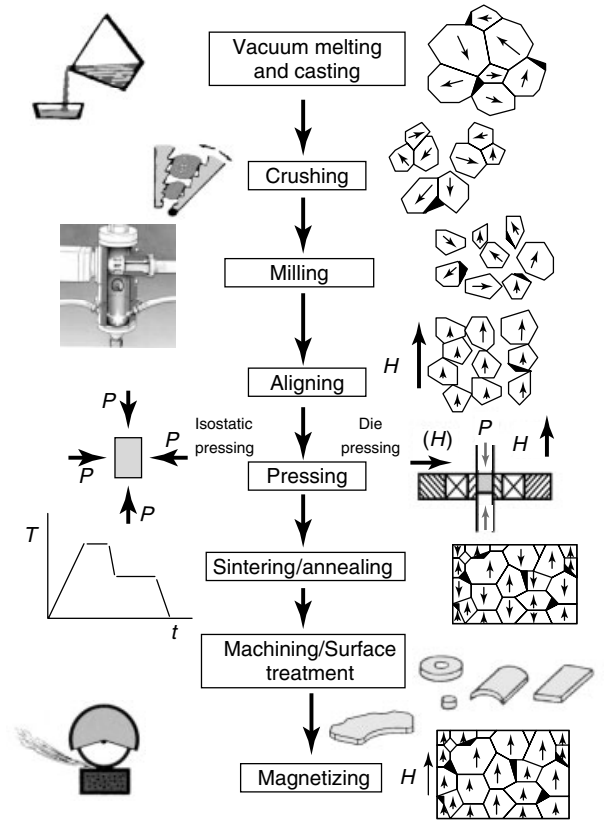 Vacuum melting
and casting
Crushing
Milling
H
Aligning
P
Isostatic
pressing
P
P
P
Die
pressing
(H)
P
H
Pressing
T
t
Sintering/annealing
Machining/Surface
treatment
H
Magnetizing